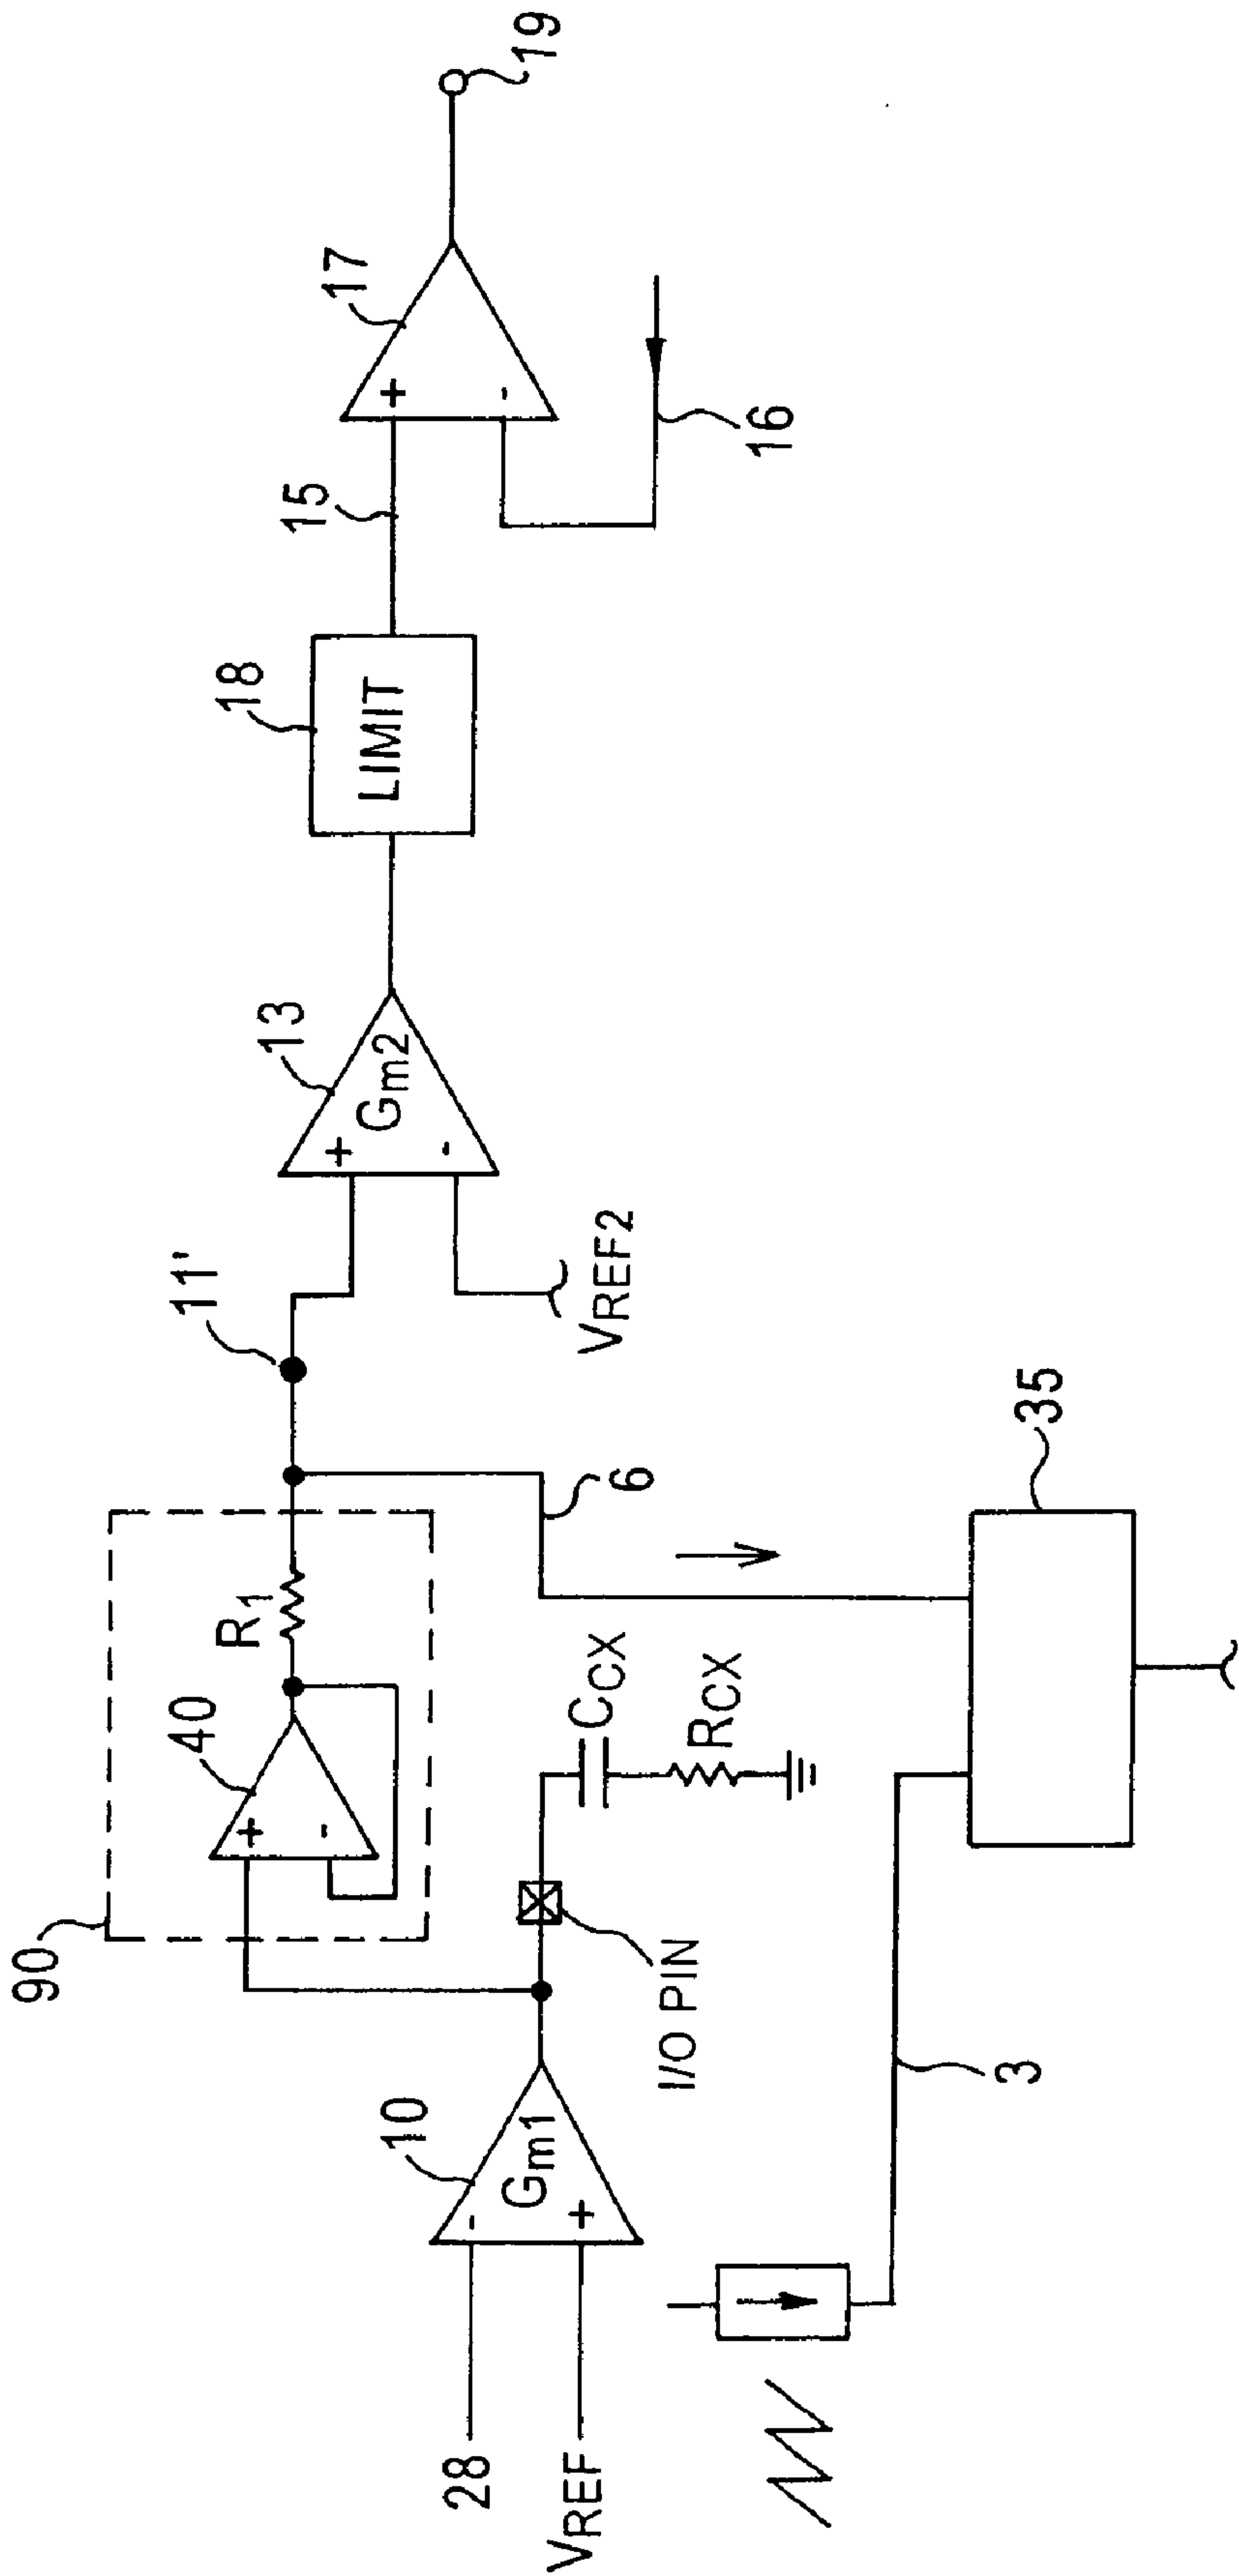 19
17
+
-
16
15
18
LIMIT
13
Gm2
+
-
11'
VREF2
35
6
90
40
+
-
R1
CCX
RCX
I/O PIN
3
10
Gm1
-
+
28
VREF